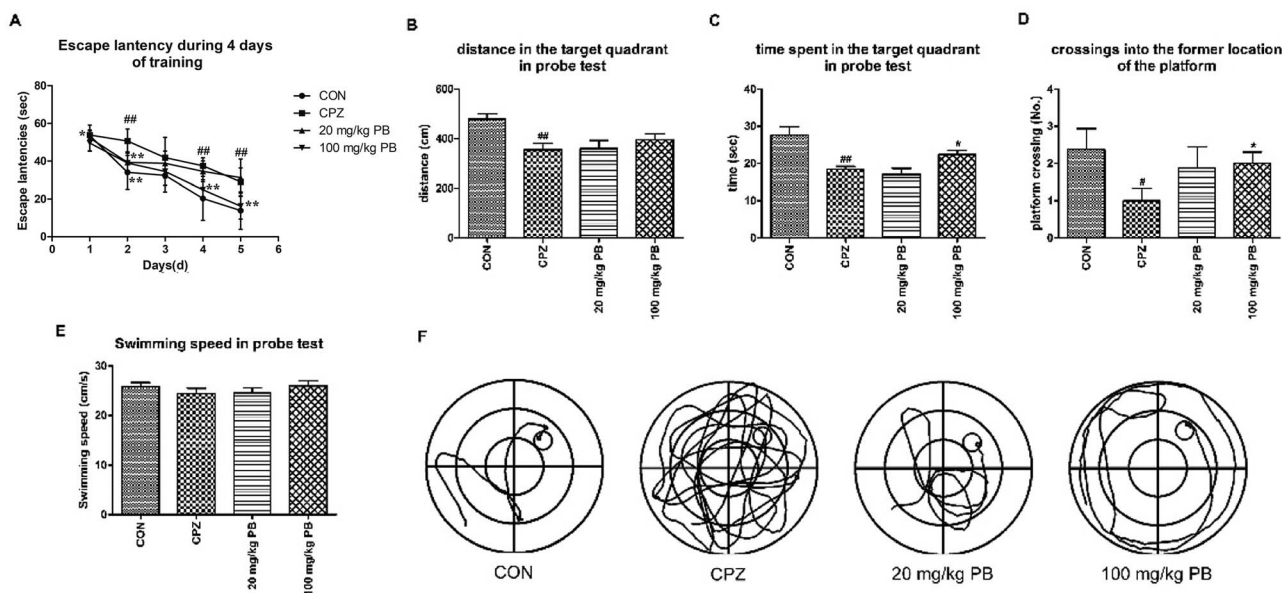 A
Escape lantency during 4 days
of training
Escape lantencies (sec)
80
60
40
20
0
0 1 2 3 4 5 6
Days(d)
*
##
**
**
##
**
##
**
CON
CPZ
20 mg/kg PB
100 mg/kg PB
B
distance in the target quadrant
in probe test
distance (cm)
600
400
200
0
##
CON
CPZ
20 mg/kg PB
100 mg/kg PB
C
time spent in the target quadrant
in probe test
time (sec)
40
30
20
10
0
##
*
CON
CPZ
20 mg/kg PB
100 mg/kg PB
D
crossings into the former location
of the platform
platform crossing (No.)
4
3
2
1
0
#
*
CON
CPZ
20 mg/kg PB
100 mg/kg PB
E
Swimming speed in probe test
Swimming speed (cm/s)
30
20
10
0
CON
CPZ
20 mg/kg PB
100 mg/kg PB
F
CON
CPZ
20 mg/kg PB
100 mg/kg PB